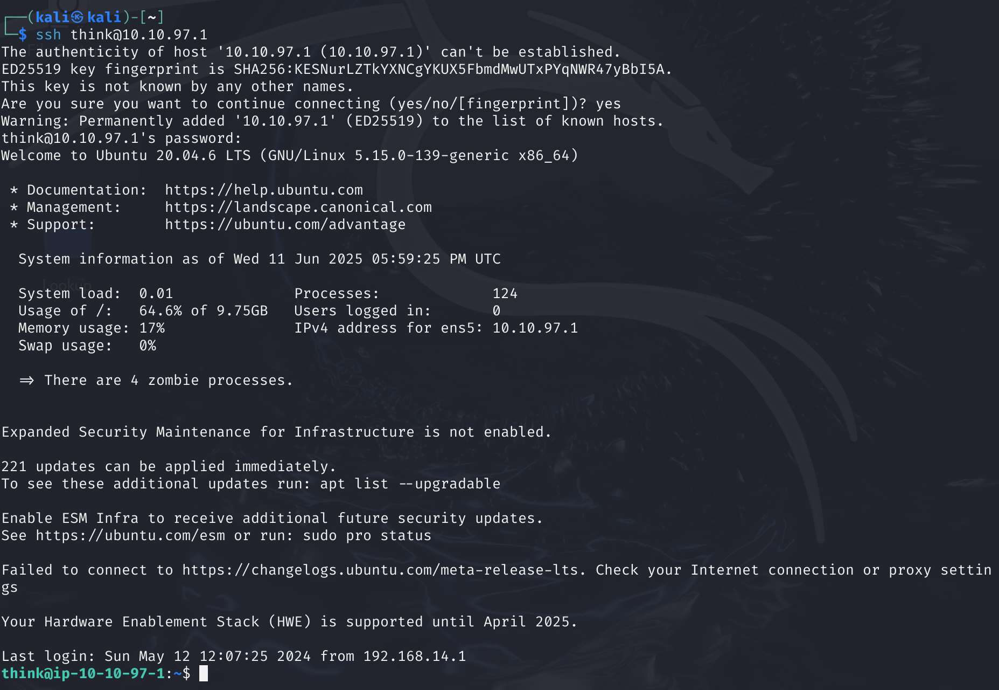 ┌──(kali㉿kali)-[~]
└─$ ssh think@10.10.97.1
The authenticity of host '10.10.97.1 (10.10.97.1)' can't be established.
ED25519 key fingerprint is SHA256:KESNurLZTkYXNCgYKUX5FbmdMwUTxPYqNWR47yBbI5A.
This key is not known by any other names.
Are you sure you want to continue connecting (yes/no/[fingerprint])? yes
Warning: Permanently added '10.10.97.1' (ED25519) to the list of known hosts.
think@10.10.97.1's password:
Welcome to Ubuntu 20.04.6 LTS (GNU/Linux 5.15.0-139-generic x86_64)

 * Documentation:  https://help.ubuntu.com
 * Management:     https://landscape.canonical.com
 * Support:        https://ubuntu.com/advantage

  System information as of Wed 11 Jun 2025 05:59:25 PM UTC

Lookup
  System load:  0.01              Processes:             124
  Usage of /:   64.6% of 9.75GB   Users logged in:       0
  Memory usage: 17%               IPv4 address for ens5: 10.10.97.1
  Swap usage:   0%

  => There are 4 zombie processes.


Expanded Security Maintenance for Infrastructure is not enabled.

221 updates can be applied immediately.
To see these additional updates run: apt list --upgradable

Enable ESM Infra to receive additional future security updates.
See https://ubuntu.com/esm or run: sudo pro status

Failed to connect to https://changelogs.ubuntu.com/meta-release-lts. Check your Internet connection or proxy settin
gs

Your Hardware Enablement Stack (HWE) is supported until April 2025.

Last login: Sun May 12 12:07:25 2024 from 192.168.14.1
think@ip-10-10-97-1:~$